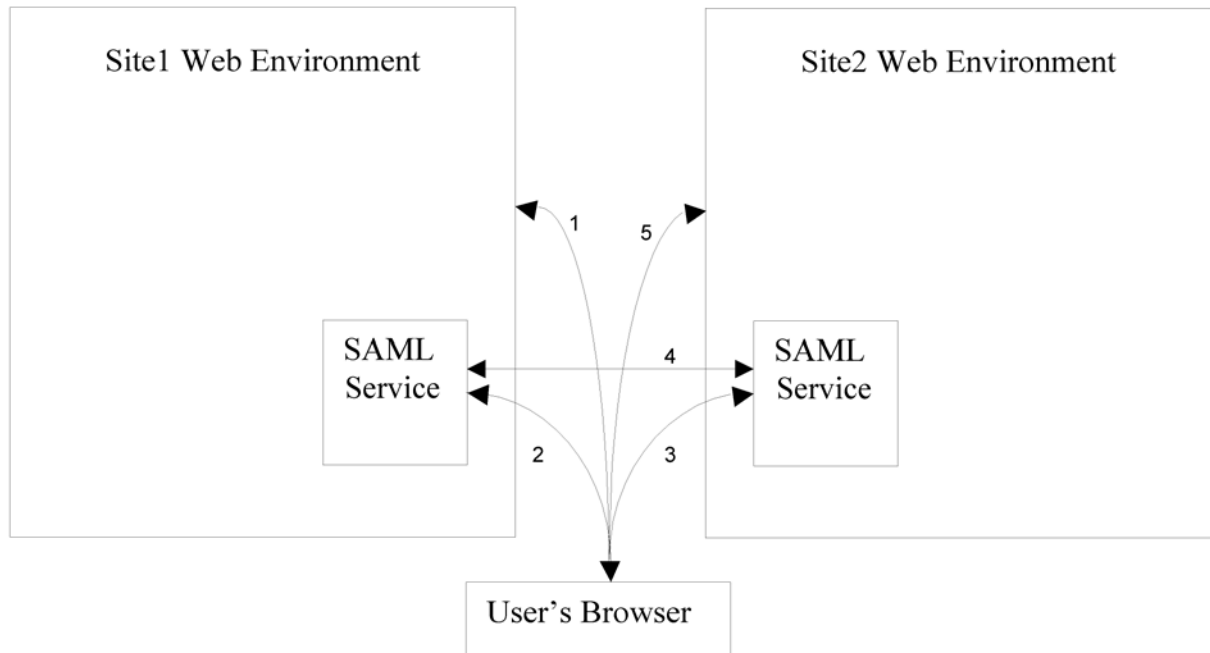 Site1 Web Environment
Site2 Web Environment
1
5
SAML
Service
4
SAML
Service
2
3
User’s Browser